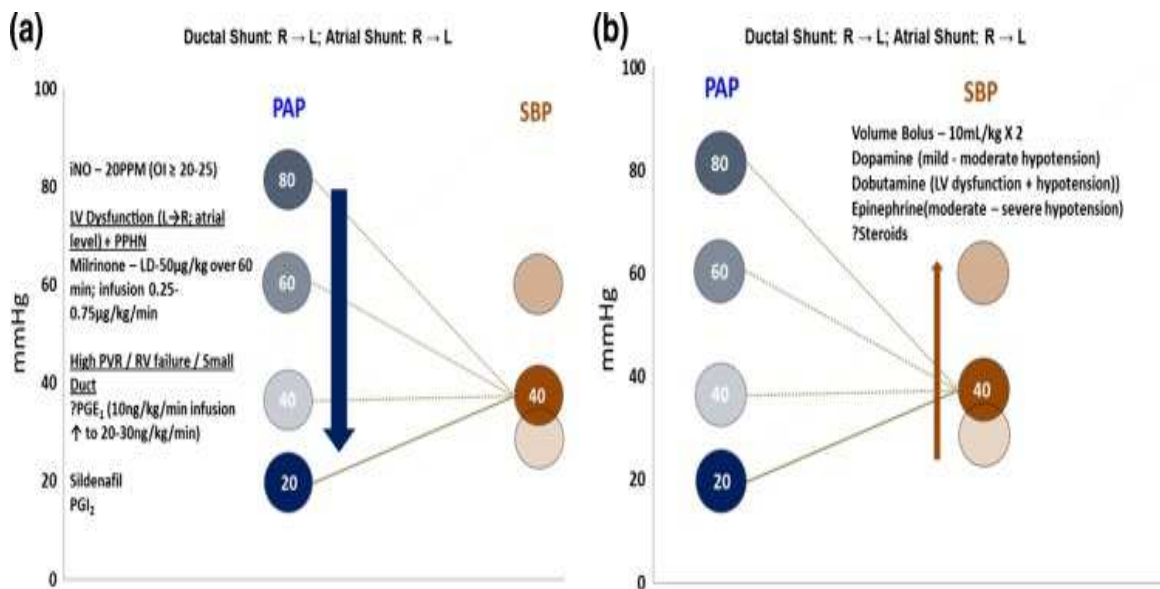 (a)
Ductal Shunt: R → L; Atrial Shunt: R → L
100
80
60
40
20
0
mmHg
PAP
SBP
iNO – 20PPM (OI ≥ 20-25)
LV Dysfunction (L→R; atrial
level) + PPHN
Milrinone – LD-50µg/kg over 60
min; infusion 0.25-
0.75µg/kg/min
High PVR / RV failure / Small
Duct
?PGE1 (10ng/kg/min infusion
↑ to 20-30ng/kg/min)
Sildenafil
PGI2
80
60
40
20
40
(b)
Ductal Shunt: R → L; Atrial Shunt: R → L
100
80
60
40
20
0
mmHg
PAP
SBP
Volume Bolus – 10mL/kg X 2
Dopamine (mild - moderate hypotension)
Dobutamine (LV dysfunction + hypotension))
Epinephrine(moderate – severe hypotension)
?Steroids
80
60
40
20
40